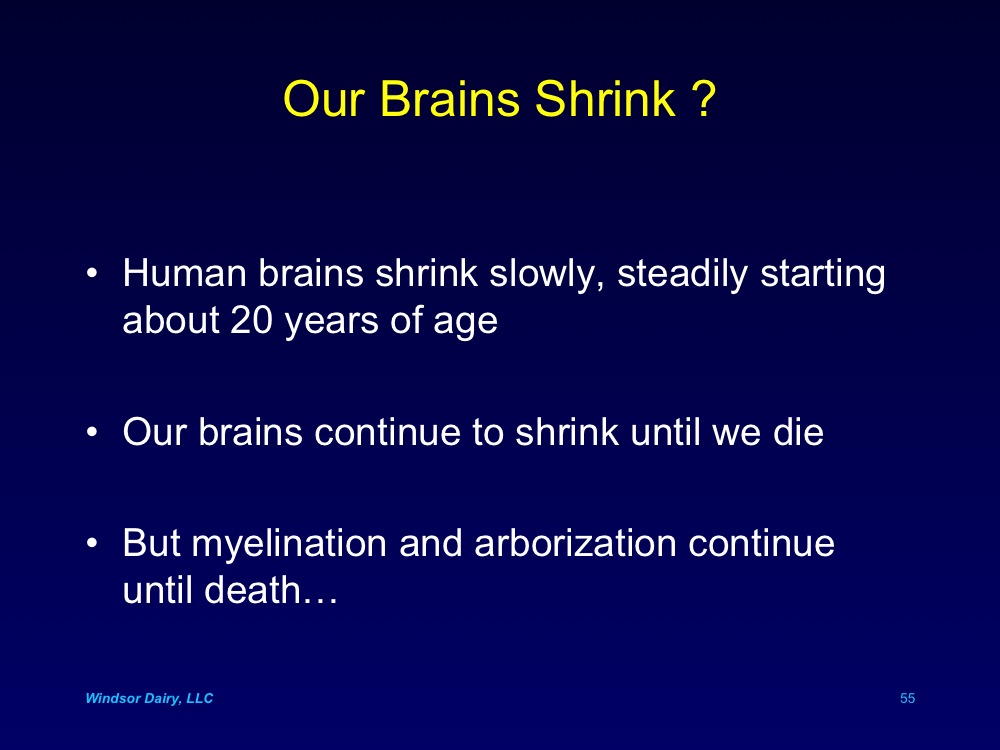 Our Brains Shrink ?
• Human brains shrink slowly, steadily starting
about 20 years of age
• Our brains continue to shrink until we die
• But myelination and arborization continue
until death…
Windsor Dairy, LLC
55